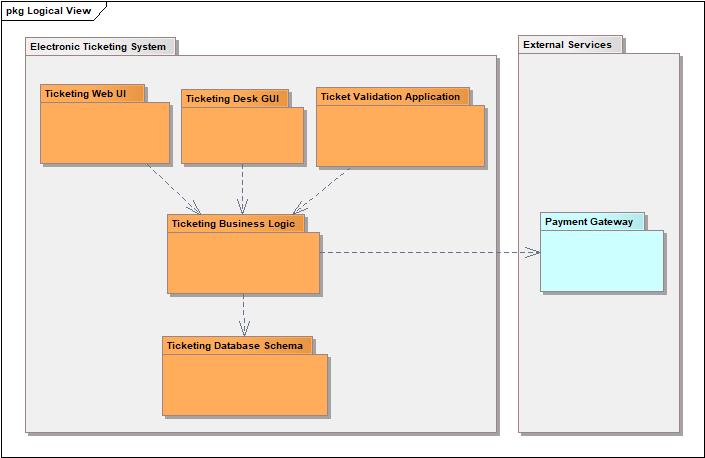 pkg Logical View
Electronic Ticketing System
External Services
Ticketing Web UI
Ticketing Desk GUI
Ticket Validation Application
Ticketing Business Logic
Payment Gateway
Ticketing Database Schema